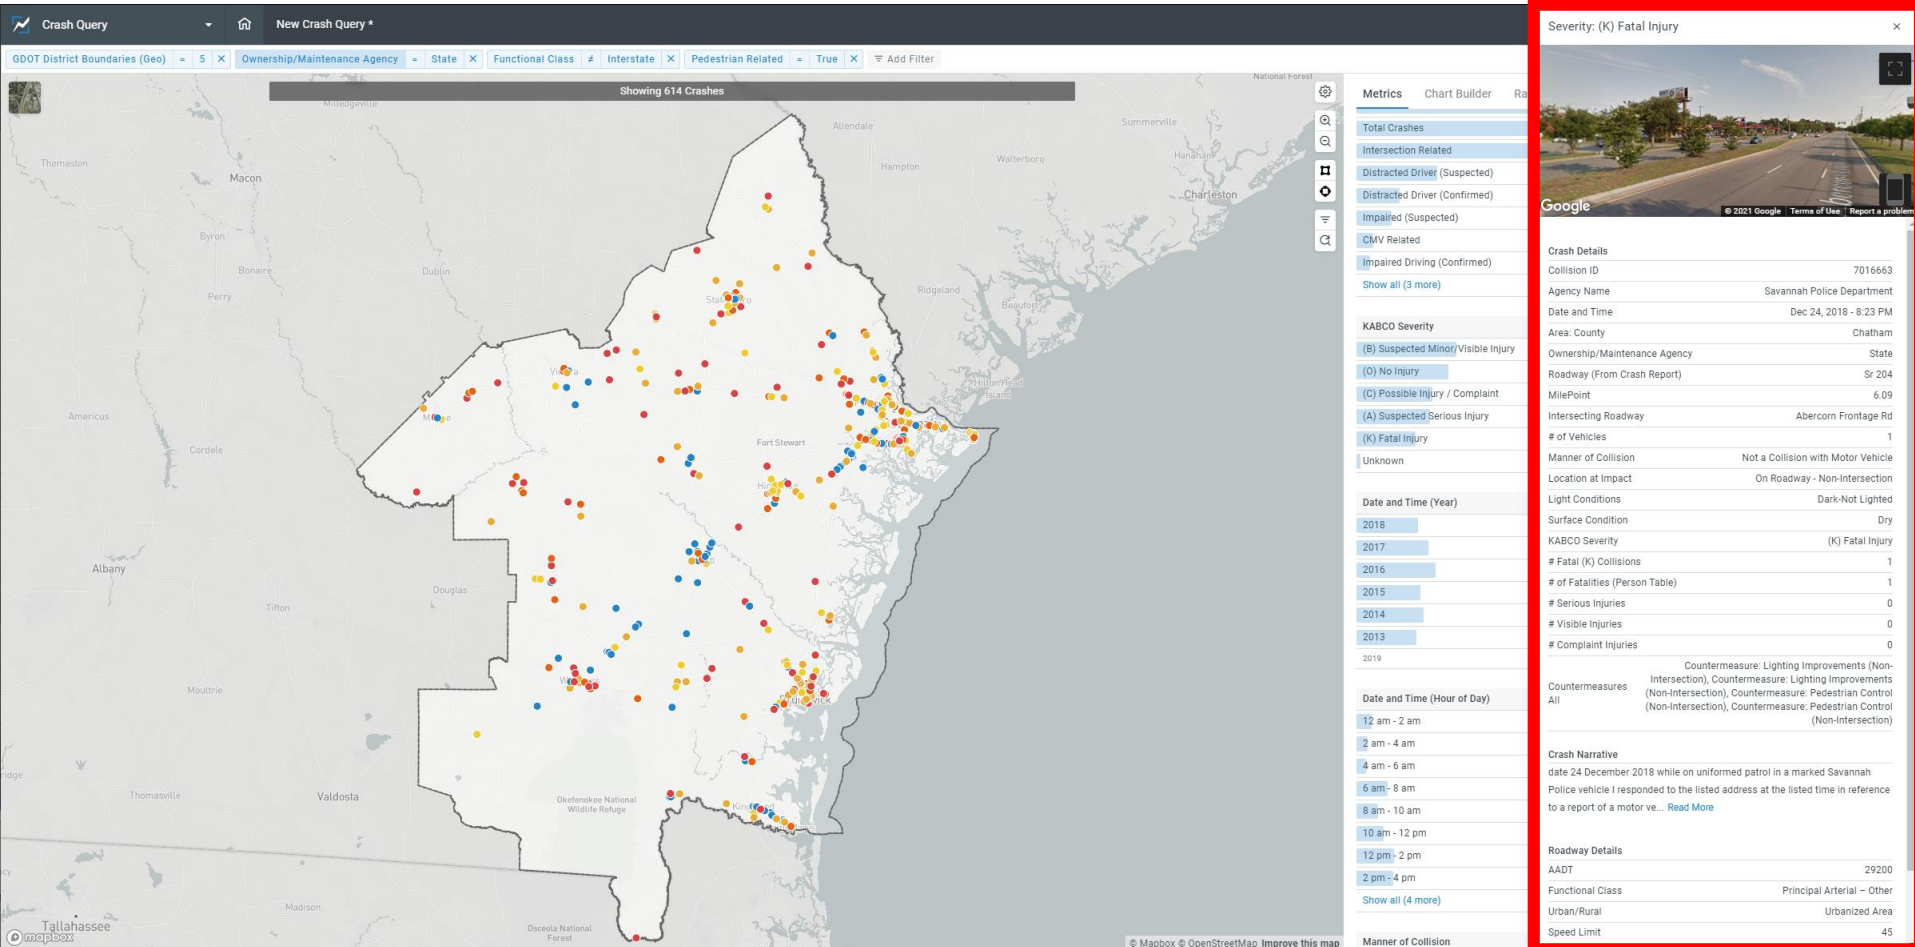 Crash Query
New Crash Query *
GDOT District Boundaries (Geo) = 5 ×
Ownership/Maintenance Agency = State ×
Functional Class ≠ Interstate ×
Pedestrian Related = True ×
Add Filter
Showing 614 Crashes
National Forest
Milledgeville
Allendale
Summerville
Thomaston
Macon
Hampton
Walterboro
Hanahan
Charleston
Byron
Bonaire
Dublin
Perry
Ridgeland
Beaufort
Hilton Head
Island
Americus
Cordele
Fort Stewart
Albany
Douglas
Tifton
Moultrie
Thomasville
Valdosta
Okefenokee National
Wildlife Refuge
Madison
Tallahassee
Osceola National
Forest
mapbox
© Mapbox © OpenStreetMap Improve this map
Metrics
Chart Builder
Total Crashes
Intersection Related
Distracted Driver (Suspected)
Distracted Driver (Confirmed)
Impaired (Suspected)
CMV Related
Impaired Driving (Confirmed)
Show all (3 more)
KABCO Severity
(B) Suspected Minor/Visible Injury
(O) No Injury
(C) Possible Injury / Complaint
(A) Suspected Serious Injury
(K) Fatal Injury
Unknown
Date and Time (Year)
2018
2017
2016
2015
2014
2013
2019
Date and Time (Hour of Day)
12 am - 2 am
2 am - 4 am
4 am - 6 am
6 am - 8 am
8 am - 10 am
10 am - 12 pm
12 pm - 2 pm
2 pm - 4 pm
Show all (4 more)
Manner of Collision
Severity: (K) Fatal Injury ×
Google
© 2021 Google Terms of Use Report a problem
Crash Details
Collision ID 7016663
Agency Name Savannah Police Department
Date and Time Dec 24, 2018 - 8:23 PM
Area: County Chatham
Ownership/Maintenance Agency State
Roadway (From Crash Report) Sr 204
MilePoint 6.09
Intersecting Roadway Abercorn Frontage Rd
# of Vehicles 1
Manner of Collision Not a Collision with Motor Vehicle
Location at Impact On Roadway - Non-Intersection
Light Conditions Dark-Not Lighted
Surface Condition Dry
KABCO Severity (K) Fatal Injury
# Fatal (K) Collisions 1
# of Fatalities (Person Table) 1
# Serious Injuries 0
# Visible Injuries 0
# Complaint Injuries 0
Countermeasures All
Countermeasure: Lighting Improvements (Non-
Intersection), Countermeasure: Lighting Improvements
(Non-Intersection), Countermeasure: Pedestrian Control
(Non-Intersection), Countermeasure: Pedestrian Control
(Non-Intersection)
Crash Narrative
date 24 December 2018 while on uniformed patrol in a marked Savannah
Police vehicle I responded to the listed address at the listed time in reference
to a report of a motor ve... Read More
Roadway Details
AADT 29200
Functional Class Principal Arterial – Other
Urban/Rural Urbanized Area
Speed Limit 45